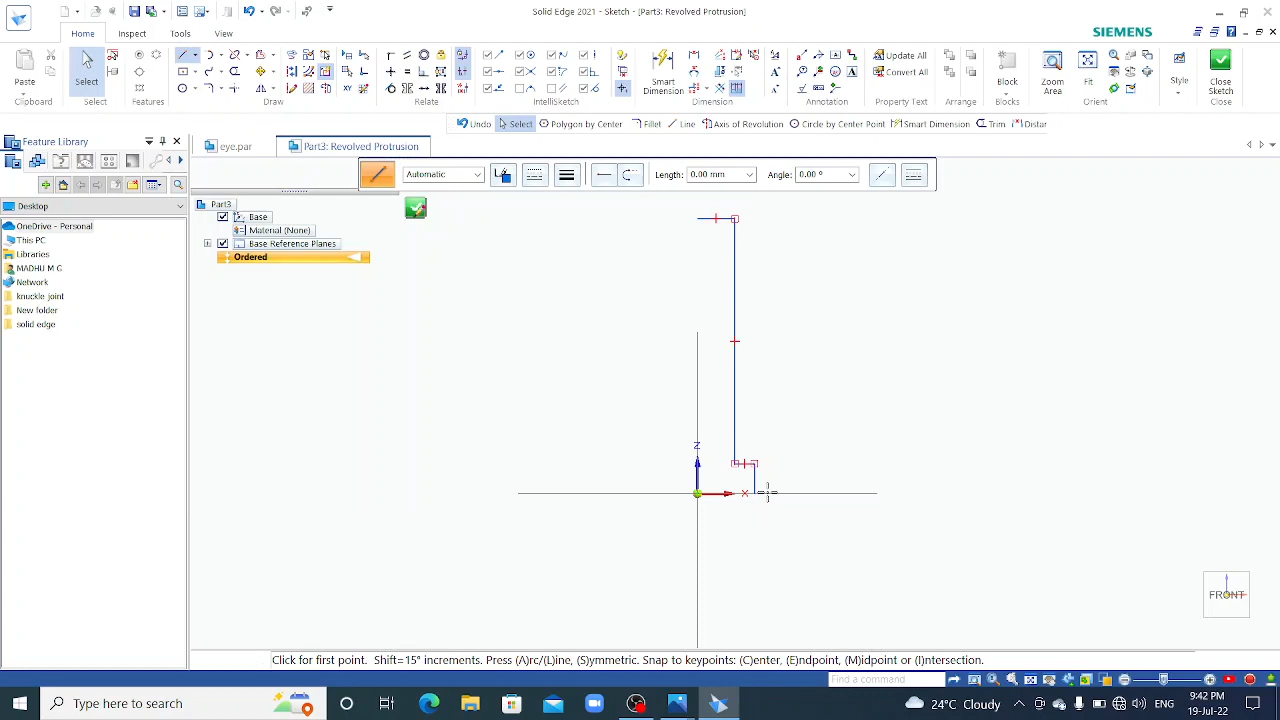 Solid Edge 2021 - Sketch - [Part3: Revolved Protrusion]
Home Inspect Tools View
SIEMENS
Paste
Select
Smart Dimension
Update All
Convert All
Block
Zoom Area
Fit
Style
Close Sketch
Clipboard Select Features Draw Relate IntelliSketch Dimension Annotation Property Text Arrange Blocks Orient Style Close
Undo Select Polygon by Center Fillet Line Axis of Revolution Circle by Center Point Smart Dimension Trim Distar
Feature Library
eye.par
Part3: Revolved Protrusion
Automatic
Length: 0.00 mm
Angle: 0.00 °
Desktop
OneDrive - Personal
This PC
Libraries
MADHU M G
Network
knuckle joint
New folder
solid edge
Part3
Base
Material (None)
Base Reference Planes
Ordered
Z
X
FRONT
Click for first point. Shift=15° increments. Press (A)rc/(L)ine, (S)ymmetric. Snap to keypoints: (C)enter, (E)ndpoint, (M)idpoint or (I)ntersection.
Find a command
Type here to search
24°C Cloudy
ENG
9:42 PM
19-Jul-22